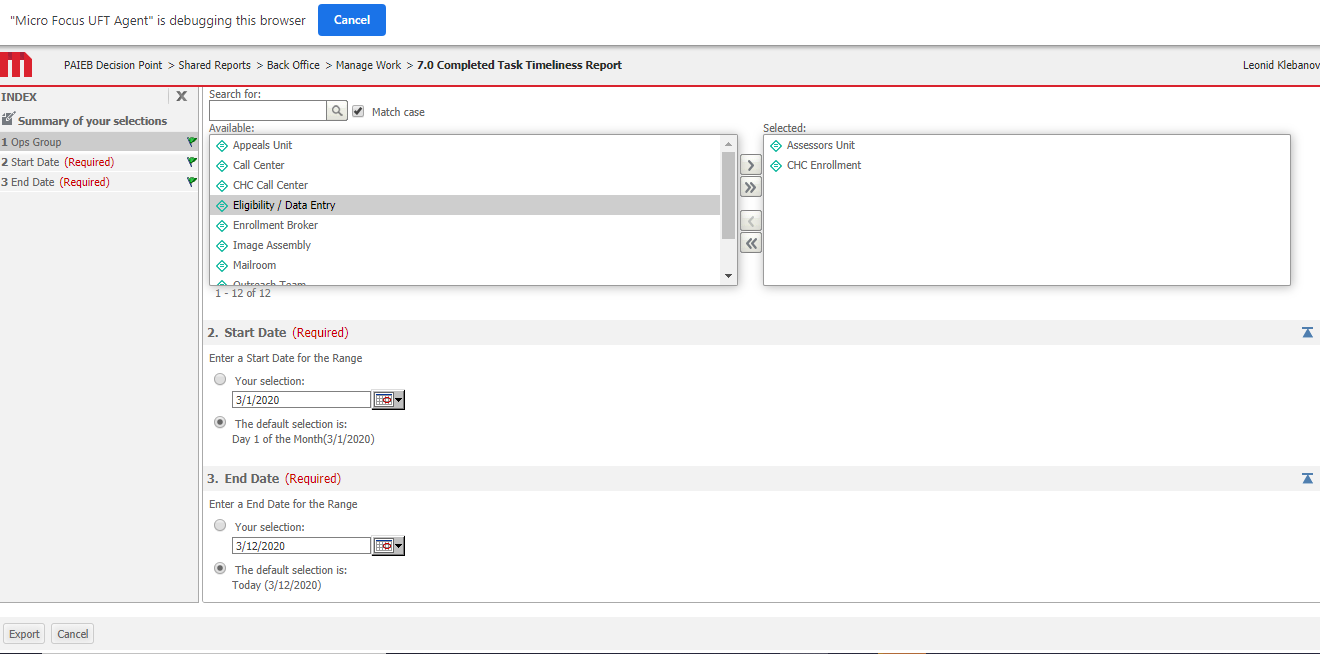 "Micro Focus UFT Agent" is debugging this browser
Cancel
PAIEB Decision Point > Shared Reports > Back Office > Manage Work > 7.0 Completed Task Timeliness Report
Leonid Klebanov
INDEX
X
Summary of your selections
1 Ops Group
2 Start Date (Required)
3 End Date (Required)
Search for:
Match case
Available:
Appeals Unit
Call Center
CHC Call Center
Eligibility / Data Entry
Enrollment Broker
Image Assembly
Mailroom
Outreach Team
1 - 12 of 12
Selected:
Assessors Unit
CHC Enrollment
2. Start Date (Required)
Enter a Start Date for the Range
Your selection:
3/1/2020
The default selection is:
Day 1 of the Month(3/1/2020)
3. End Date (Required)
Enter a End Date for the Range
Your selection:
3/12/2020
The default selection is:
Today (3/12/2020)
Export
Cancel